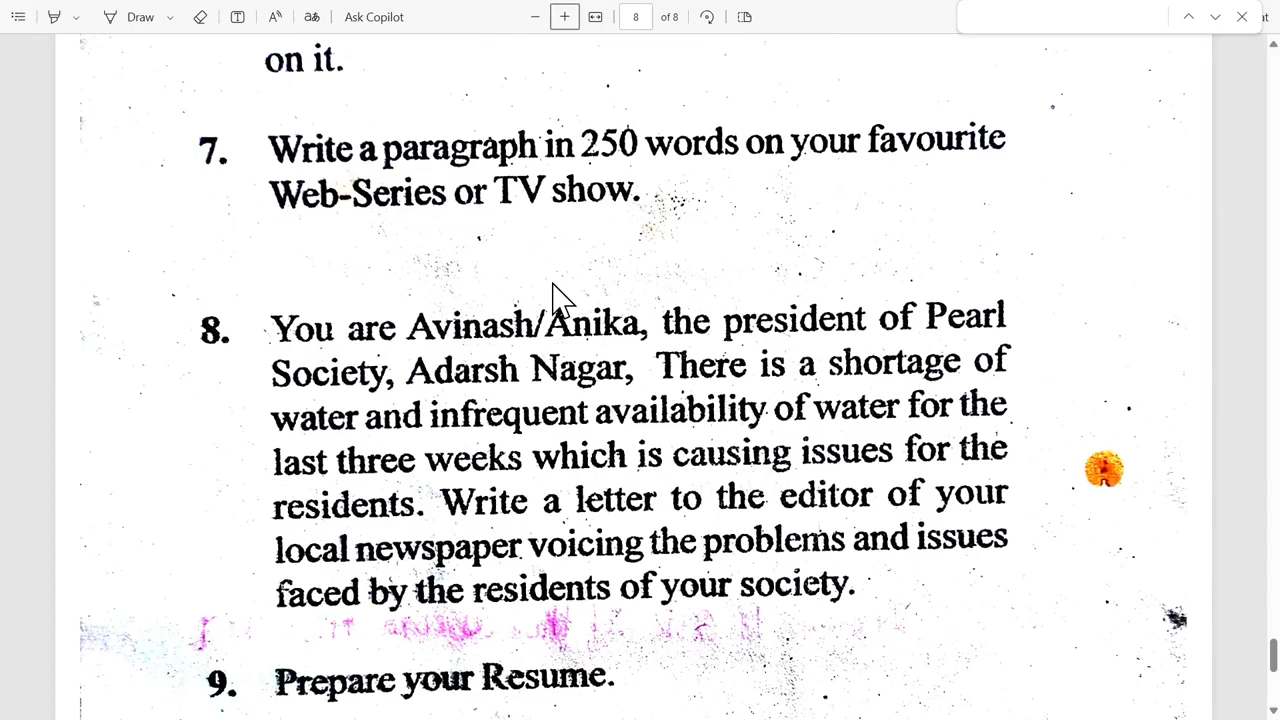 Draw
Ask Copilot
8
of 8
on it.
7. Write a paragraph in 250 words on your favourite
Web-Series or TV show.
8. You are Avinash/Anika, the president of Pearl
Society, Adarsh Nagar, There is a shortage of
water and infrequent availability of water for the
last three weeks which is causing issues for the
residents. Write a letter to the editor of your
local newspaper voicing the problems and issues
faced by the residents of your society.
9. Prepare your Resume.